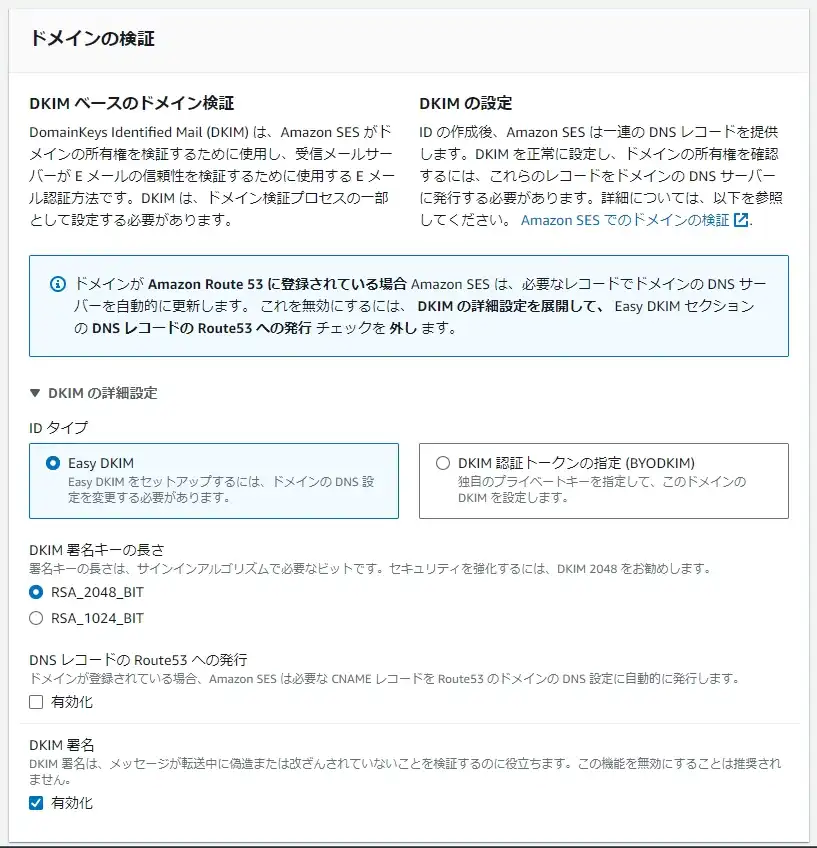 ドメインの検証
DKIM ベースのドメイン検証
DomainKeys Identified Mail (DKIM) は、Amazon SES がド
メインの所有権を検証するために使用し、受信メールサー
バーが E メールの信頼性を検証するために使用する E メー
ル認証方法です。DKIM は、ドメイン検証プロセスの一部
として設定する必要があります。
DKIM の設定
ID の作成後、Amazon SES は一連の DNS レコードを提供
します。DKIM を正常に設定し、ドメインの所有権を確認
するには、これらのレコードをドメインの DNS サーバー
に発行する必要があります。詳細については、以下を参照
してください。 Amazon SES でのドメインの検証.
ドメインが Amazon Route 53 に登録されている場合 Amazon SES は、必要なレコードでドメインの DNS サー
バーを自動的に更新します。 これを無効にするには、 DKIM の詳細設定を展開して、 Easy DKIM セクション
の DNS レコードの Route53 への発行 チェックを 外し ます。
▼ DKIM の詳細設定
ID タイプ
Easy DKIM
Easy DKIM をセットアップするには、ドメインの DNS 設
定を変更する必要があります。
DKIM 認証トークンの指定 (BYODKIM)
独自のプライベートキーを指定して、このドメインの
DKIM を設定します。
DKIM 署名キーの長さ
署名キーの長さは、サインインアルゴリズムで必要なビットです。セキュリティを強化するには、DKIM 2048 をお勧めします。
RSA_2048_BIT
RSA_1024_BIT
DNS レコードの Route53 への発行
ドメインが登録されている場合、Amazon SES は必要な CNAME レコードを Route53 のドメインの DNS 設定に自動的に発行します。
有効化
DKIM 署名
DKIM 署名は、メッセージが転送中に偽造または改ざんされていないことを検証するのに役立ちます。この機能を無効にすることは推奨され
ません。
有効化